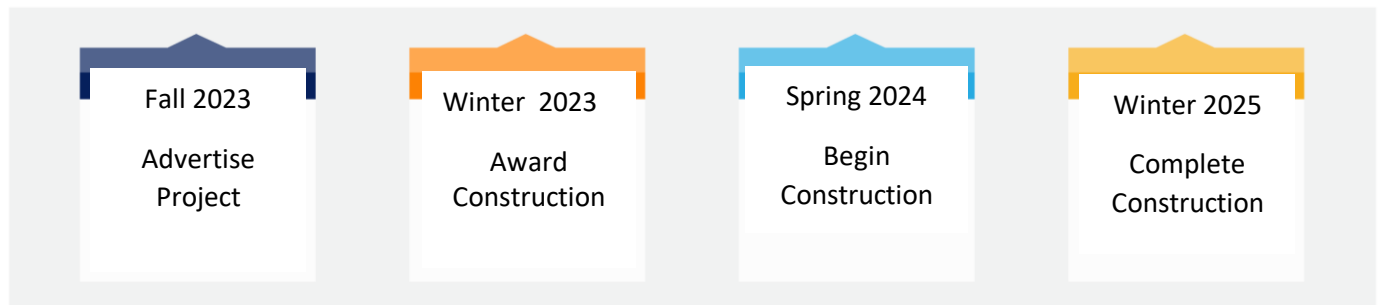 Fall 2023
Advertise
Project
Winter 2023
Award
Construction
Spring 2024
Begin
Construction
Winter 2025
Complete
Construction